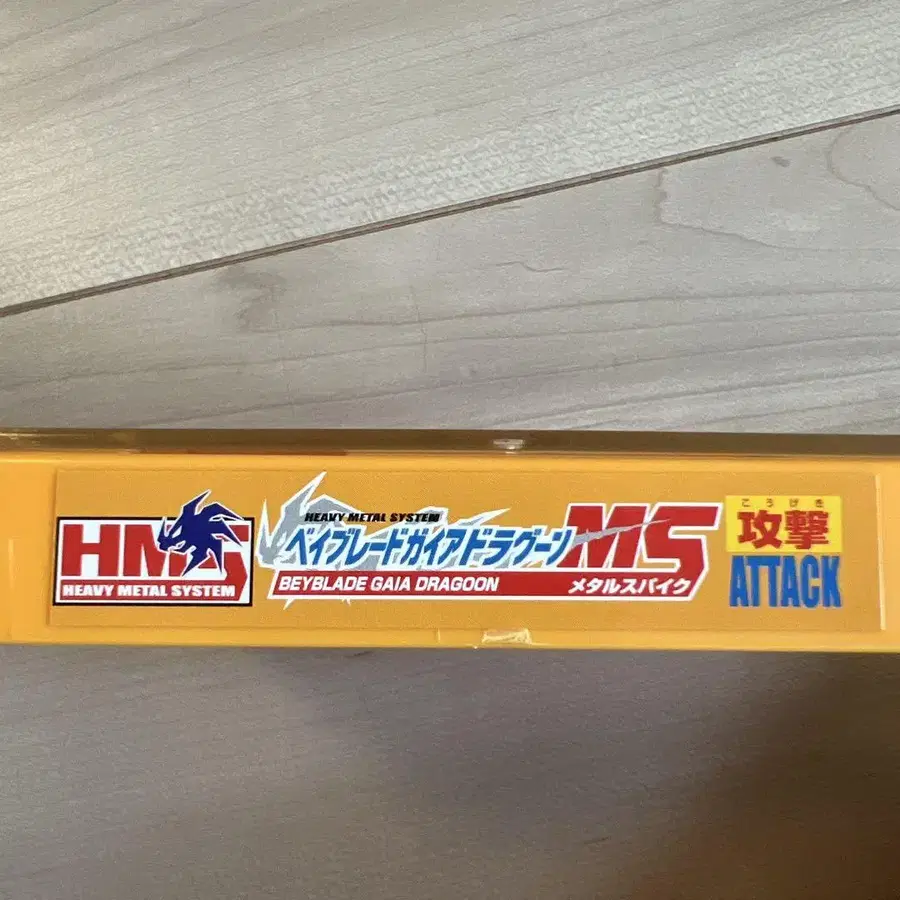 HMS
HEAVY METAL SYSTEM
HEAVY METAL SYSTEM
ベイブレードガイアドラグーンMS
BEYBLADE GAIA DRAGOON
メタルスパイク
こうげき
攻撃
ATTACK